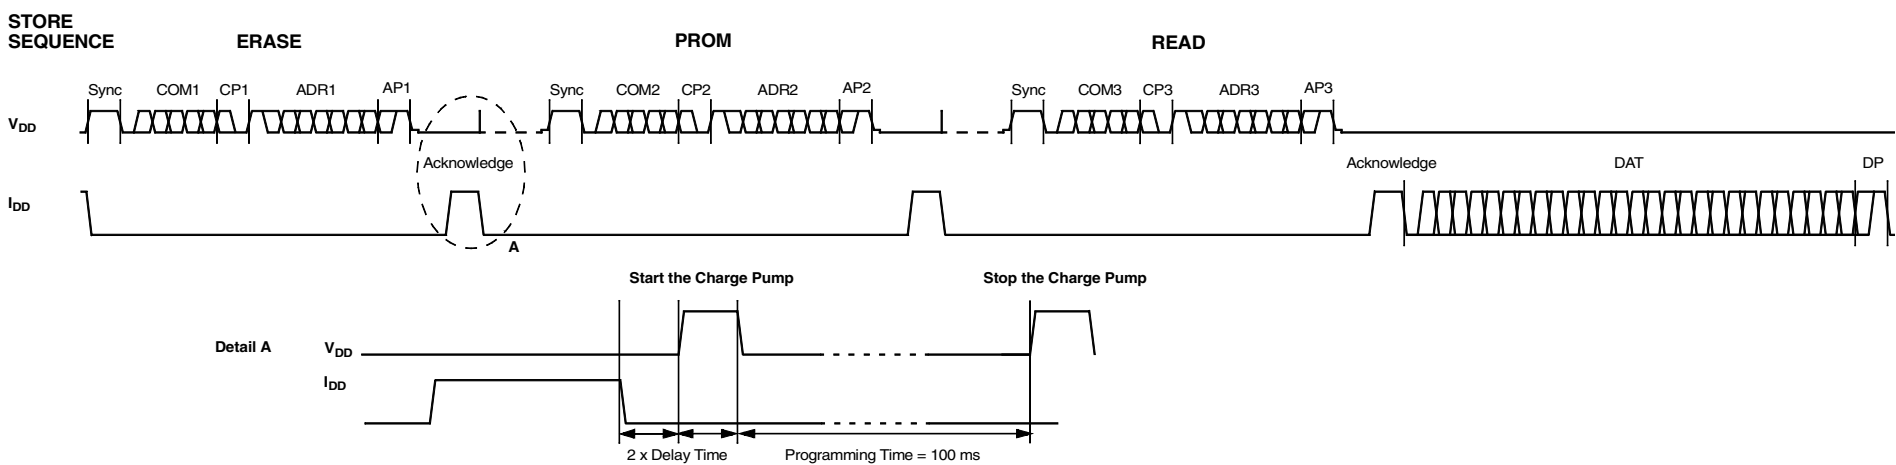 STORE
SEQUENCE
ERASE
PROM
READ
Sync COM1 CP1 ADR1 AP1
Sync COM2 CP2 ADR2 AP2
Sync COM3 CP3 ADR3 AP3
VDD
Acknowledge
Acknowledge DAT DP
IDD
A
Start the Charge Pump
Stop the Charge Pump
Detail A
VDD
IDD
2 x Delay Time
Programming Time = 100 ms